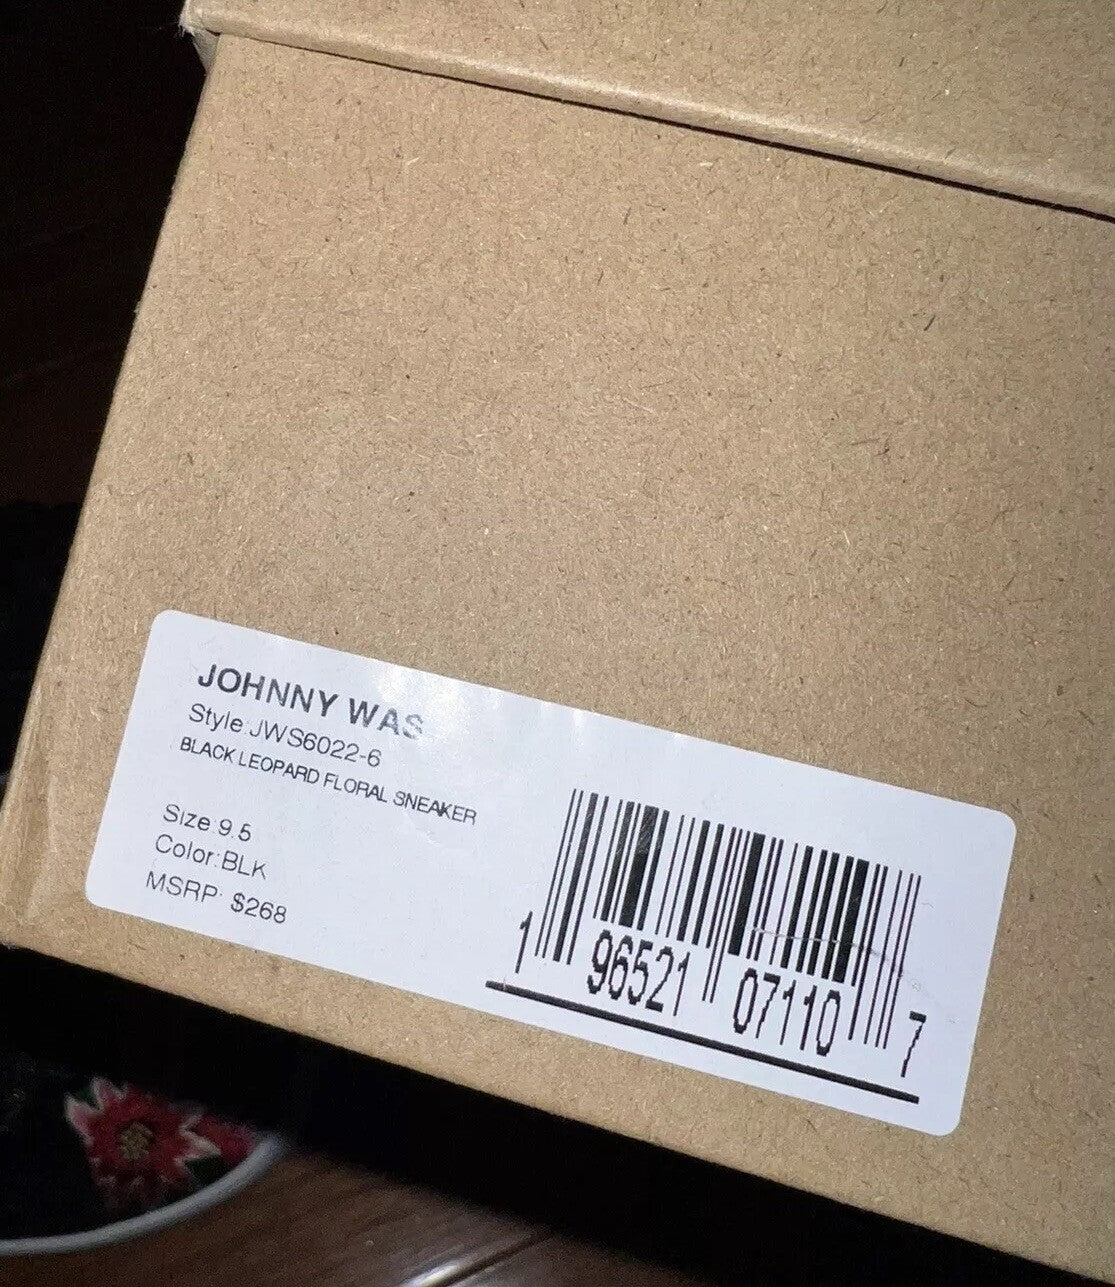 JOHNNY WAS
Style JWS6022-6
BLACK LEOPARD FLORAL SNEAKER
Size 9.5
Color:BLK
MSRP: $268
1 96521 07110 7